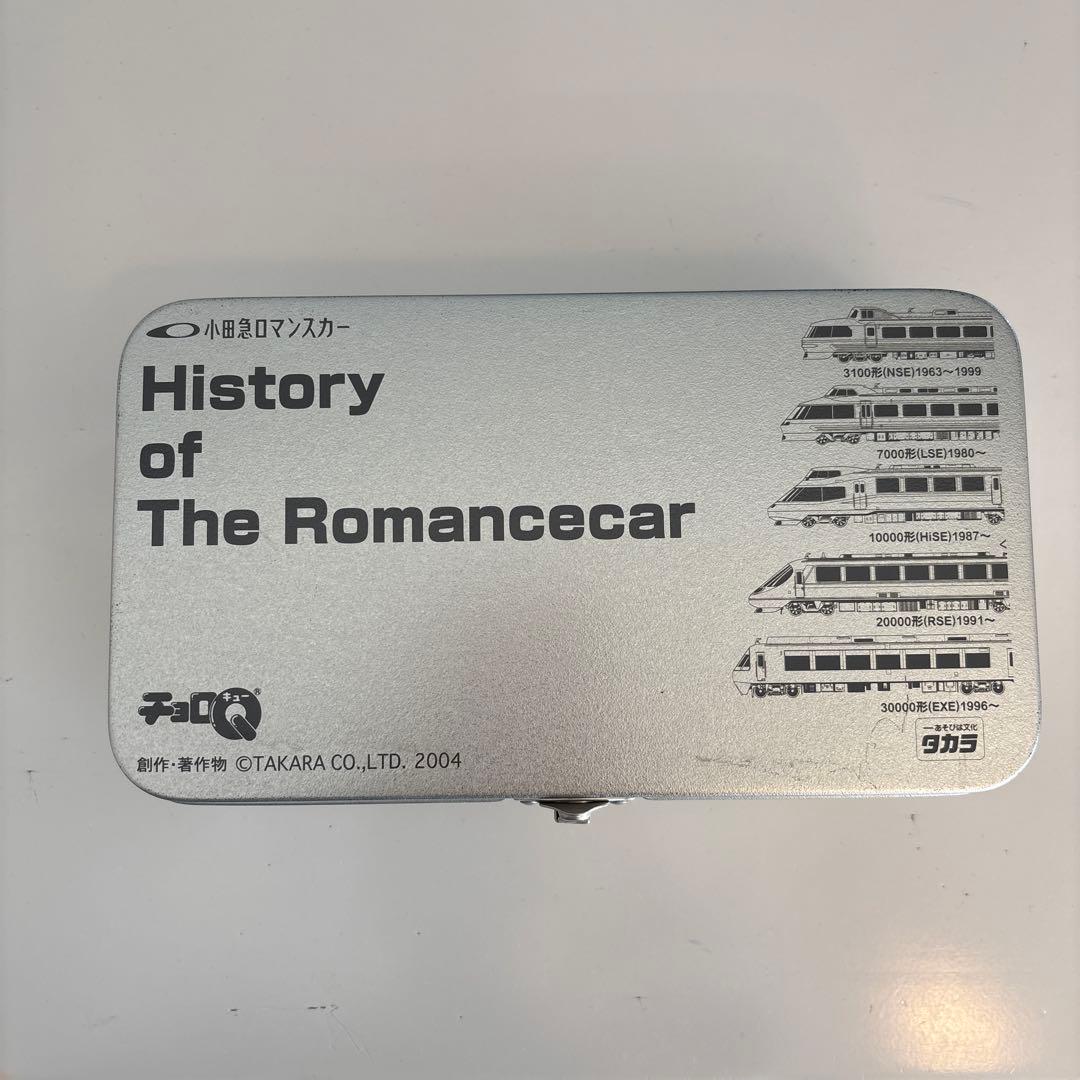 小田急ロマンスカー
History
of
The Romancecar
3100形(NSE)1963～1999
7000形(LSE)1980～
10000形(HiSE)1987～
20000形(RSE)1991～
30000形(EXE)1996～
チョロQ®
キュー
創作・著作物 ©TAKARA CO.,LTD. 2004
あそびは文化
タカラ